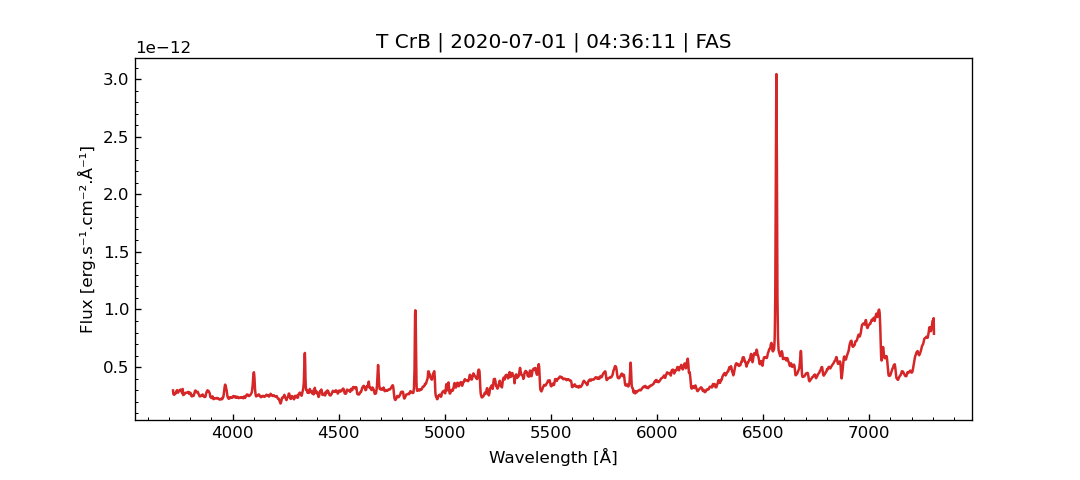 T CrB | 2020-07-01 | 04:36:11 | FAS
1e−12
3.0
2.5
2.0
1.5
1.0
0.5
Flux [erg.s⁻¹.cm⁻².Å⁻¹]
4000 4500 5000 5500 6000 6500 7000
Wavelength [Å]